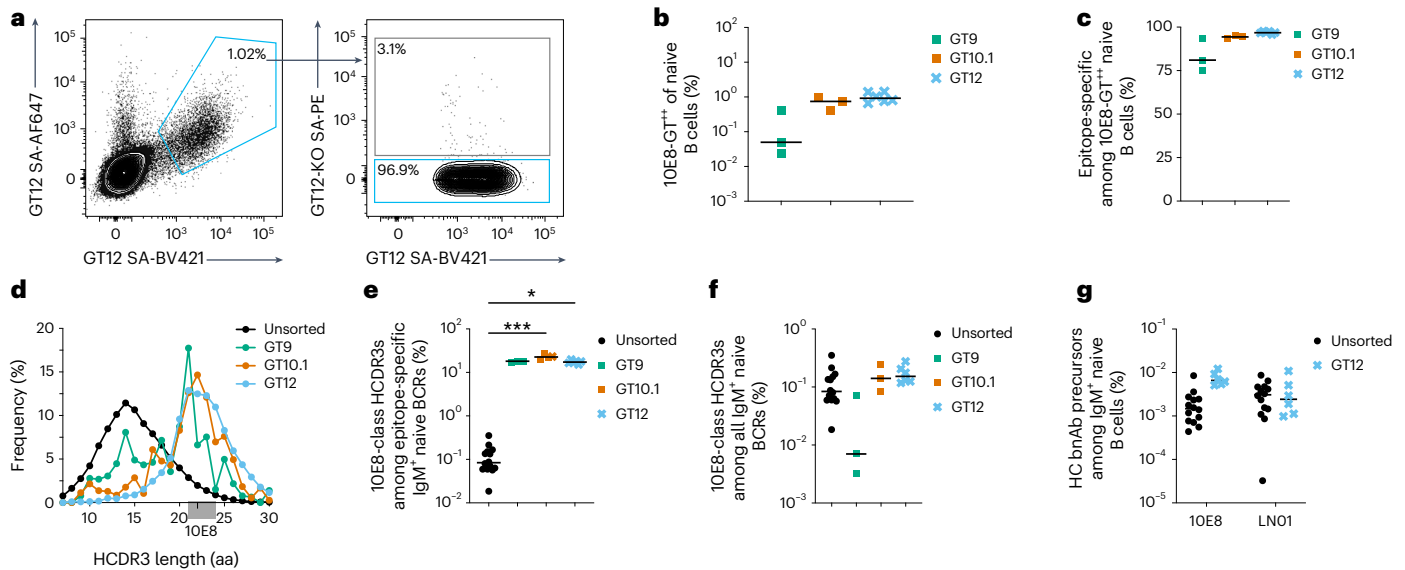 a
GT12 SA-AF647
10⁵
10⁴
10³
0
1.02%
0
10³
10⁴
10⁵
GT12 SA-BV421
GT12-KO SA-PE
10⁵
10⁴
10³
0
3.1%
96.9%
0
10³
10⁴
10⁵
GT12 SA-BV421
b
10E8-GT⁺⁺ of naive
B cells (%)
10²
10¹
10⁰
10⁻¹
10⁻²
10⁻³
GT9
GT10.1
GT12
c
Epitope-specific
among 10E8-GT⁺⁺ naive
B cells (%)
100
75
50
25
0
GT9
GT10.1
GT12
d
Frequency (%)
20
15
10
5
0
10
15
20
25
30
10E8
HCDR3 length (aa)
Unsorted
GT9
GT10.1
GT12
e
10E8-class HCDR3s
among epitope-specific
IgM⁺ naive BCRs (%)
10²
10¹
10⁰
10⁻¹
10⁻²
*
***
Unsorted
GT9
GT10.1
GT12
f
10E8-class HCDR3s
among all IgM⁺ naive
BCRs (%)
10⁰
10⁻¹
10⁻²
10⁻³
Unsorted
GT9
GT10.1
GT12
g
HC bnAb precursors
among IgM⁺ naive
B cells (%)
10⁻¹
10⁻²
10⁻³
10⁻⁴
10⁻⁵
10E8
LN01
Unsorted
GT12